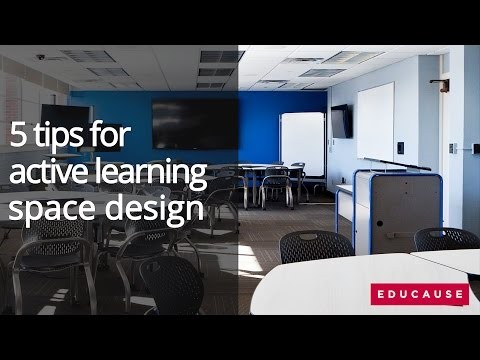 5 tips for
active learning
space design
EDUCAUSE